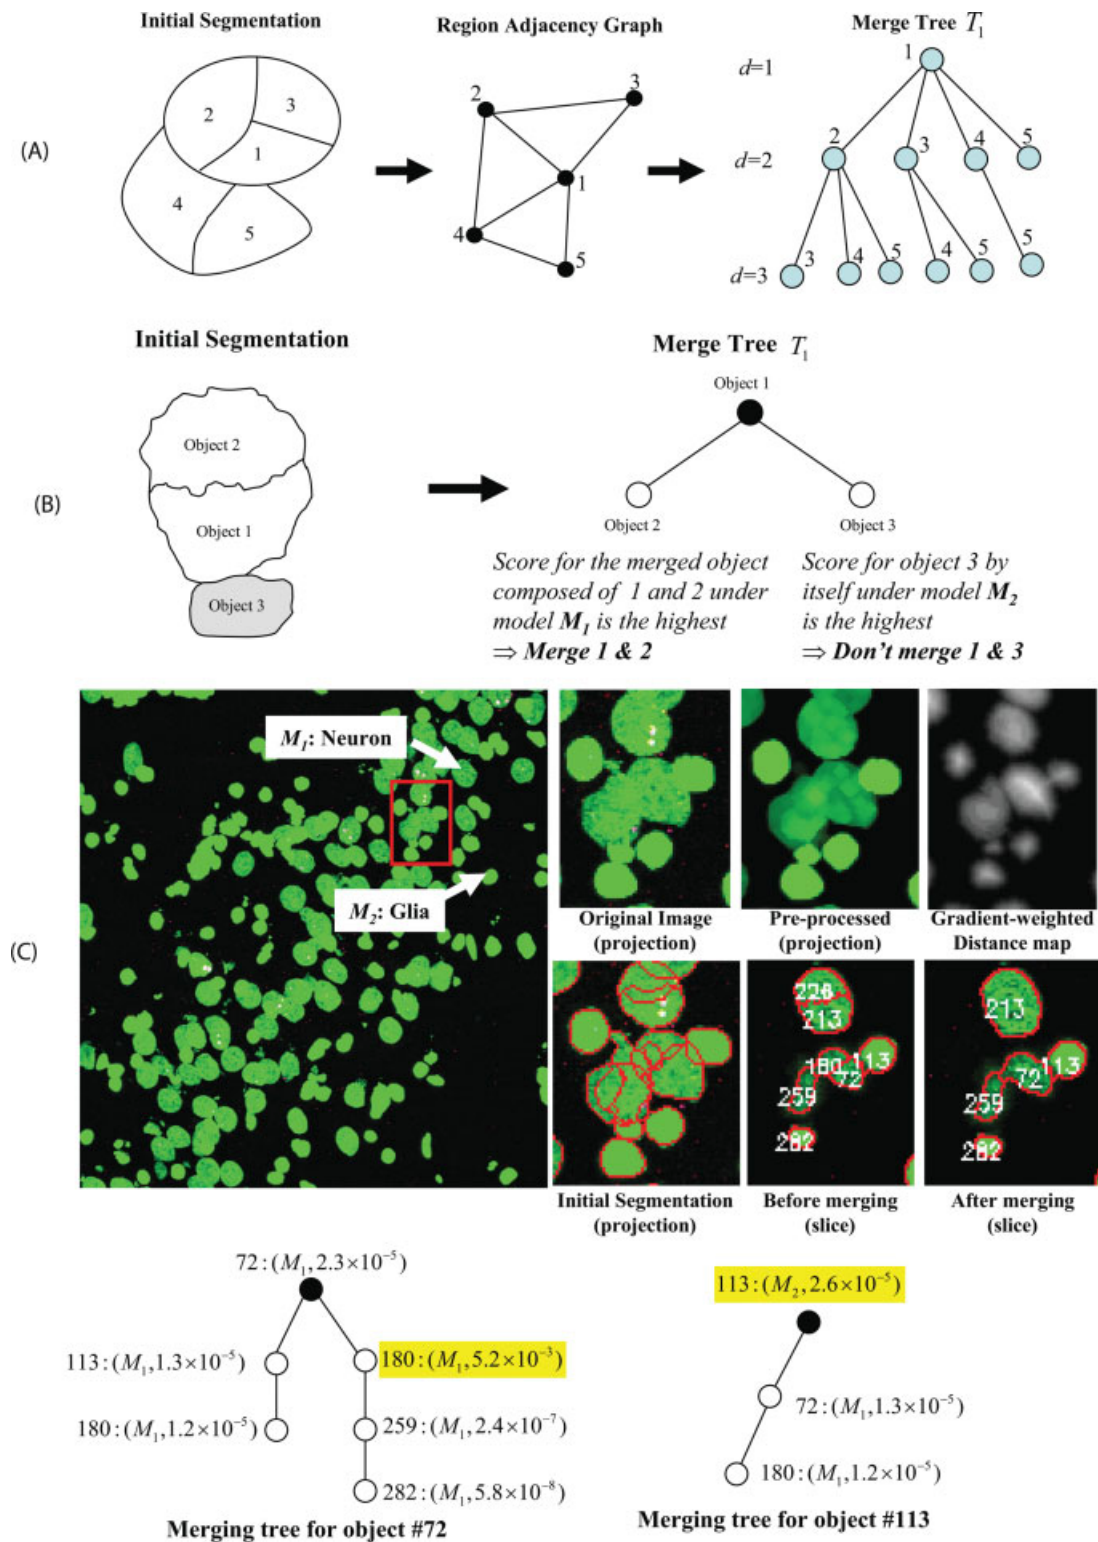 Initial Segmentation
Region Adjacency Graph
Merge Tree T₁
(A)
2
3
1
4
5
2
3
1
4
5
d=1
1
d=2
2
3
4
5
d=3
3
4
5
4
5
5
Initial Segmentation
Merge Tree T₁
(B)
Object 2
Object 1
Object 3
Object 1
Object 2
Object 3
Score for the merged object
composed of 1 and 2 under
model M₁ is the highest
⇒ Merge 1 & 2
Score for object 3 by
itself under model M₂
is the highest
⇒ Don't merge 1 & 3
(C)
M₁: Neuron
M₂: Glia
Original Image
(projection)
Pre-processed
(projection)
Gradient-weighted
Distance map
226
213
180
113
72
259
282
213
113
72
259
282
Initial Segmentation
(projection)
Before merging
(slice)
After merging
(slice)
72:(M₁,2.3×10⁻⁵)
113:(M₁,1.3×10⁻⁵)
180:(M₁,5.2×10⁻³)
180:(M₁,1.2×10⁻⁵)
259:(M₁,2.4×10⁻⁷)
282:(M₁,5.8×10⁻⁸)
Merging tree for object #72
113:(M₂,2.6×10⁻⁵)
72:(M₁,1.3×10⁻⁵)
180:(M₁,1.2×10⁻⁵)
Merging tree for object #113